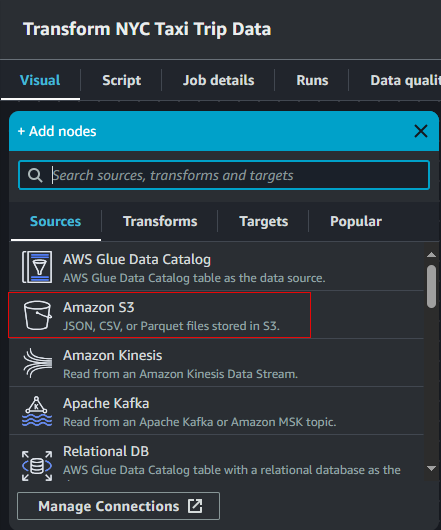 Transform NYC Taxi Trip Data
Visual
Script
Job details
Runs
Data qualit
+ Add nodes
Search sources, transforms and targets
Sources
Transforms
Targets
Popular
AWS Glue Data Catalog
AWS Glue Data Catalog table as the data source.
Amazon S3
JSON, CSV, or Parquet files stored in S3.
Amazon Kinesis
Read from an Amazon Kinesis Data Stream.
Apache Kafka
Read from an Apache Kafka or Amazon MSK topic.
Relational DB
AWS Glue Data Catalog table with a relational database as the
Manage Connections